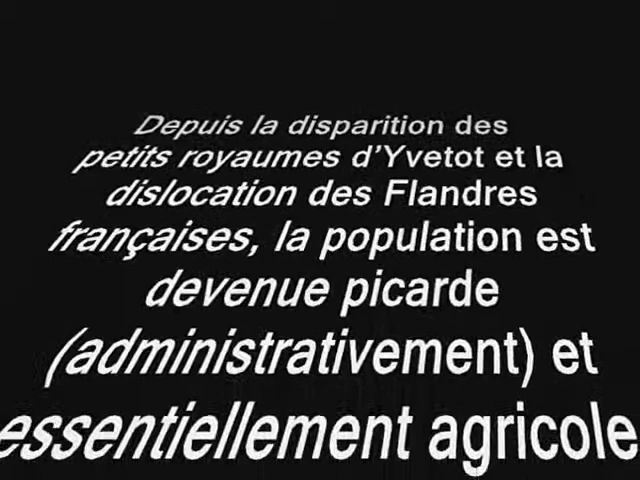 Depuis la disparition des
petits royaumes d'Yvetot et la
dislocation des Flandres
françaises, la population est
devenue picarde
(administrativement) et
essentiellement agricole